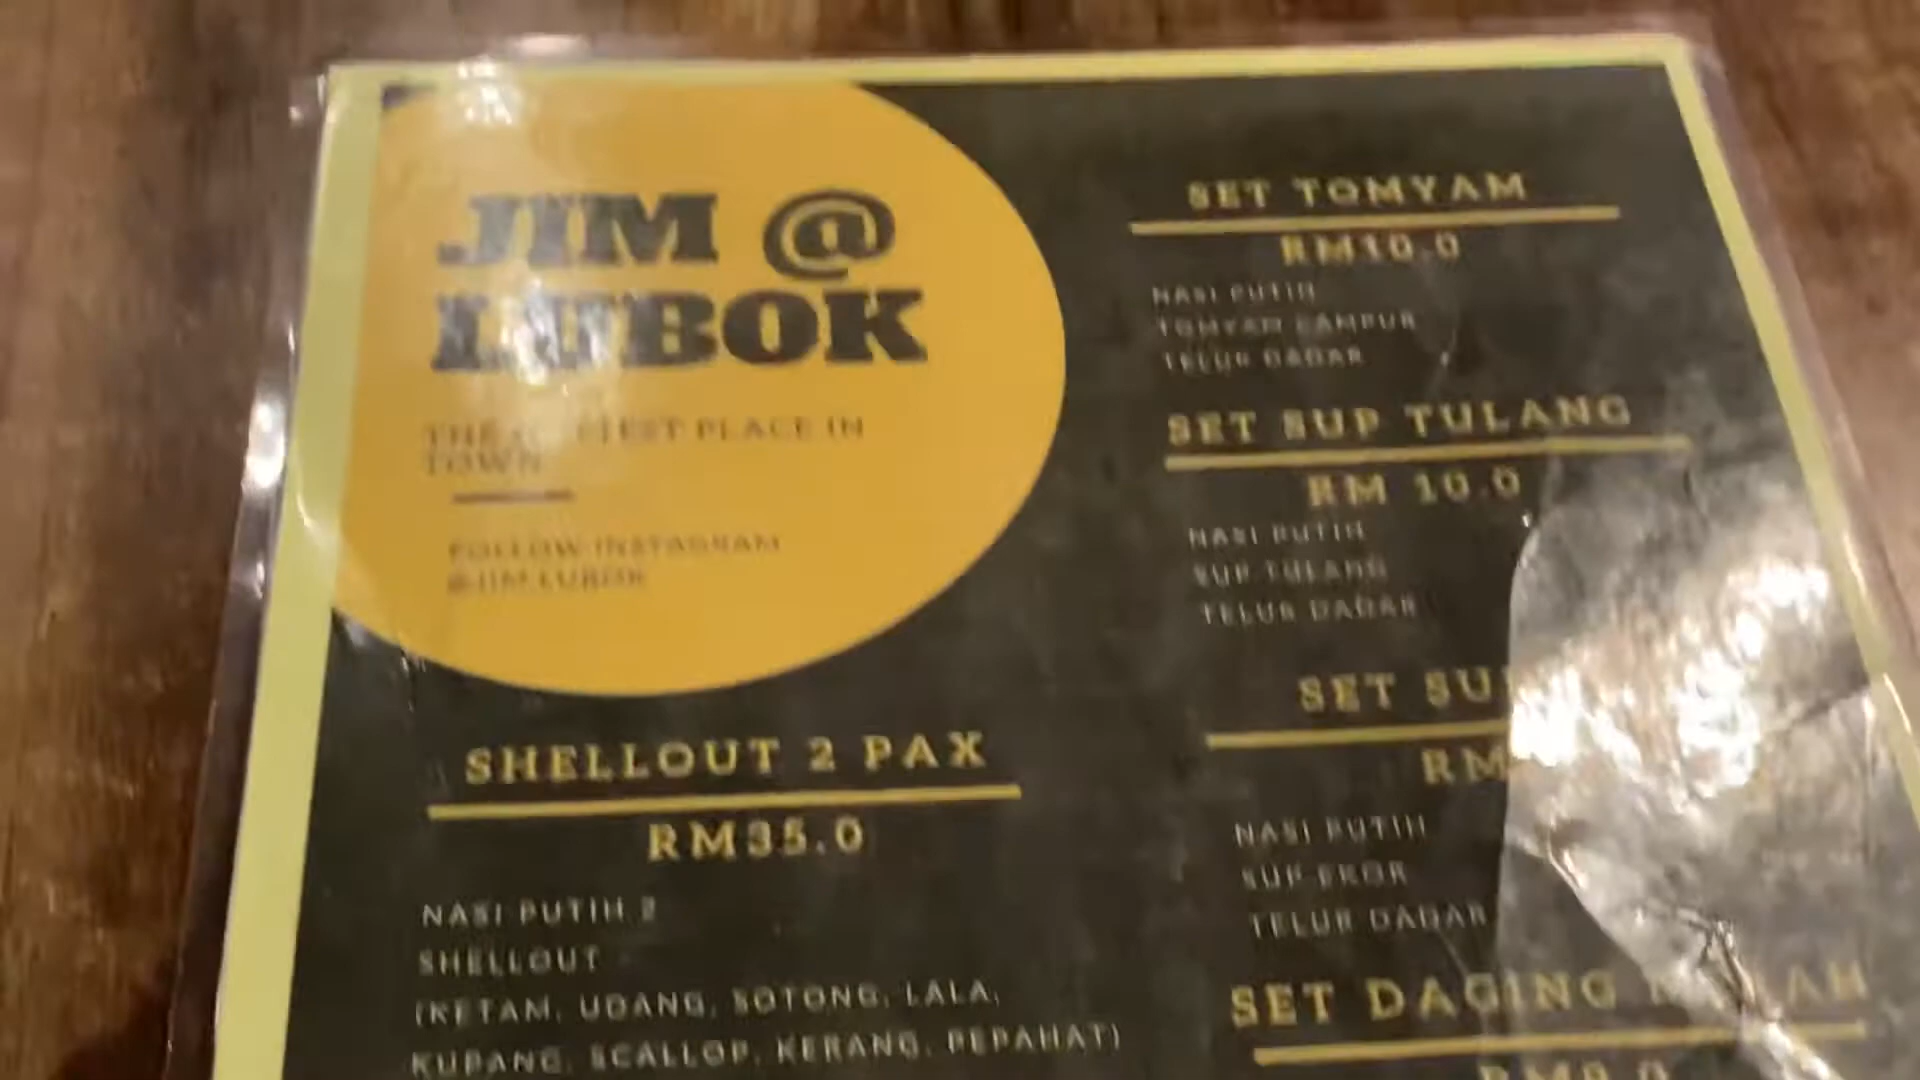 JIM @
LUBOK
PLACE IN
TOWN
FOLLOW INSTAGRAM
@JIM.LUBOK
SHELLOUT 2 PAX
RM35.0
NASI PUTIH 2
SHELLOUT
(KETAM, UDANG, SOTONG, LALA,
KUPANG, SCALLOP, KERANG, PEPAHAT)
SET TOMYAM
RM10.0
NASI PUTIH
TOMYAM CAMPUR
TELUR DADAR
SET SUP TULANG
RM 10.0
NASI PUTIH
SUP TULANG
TELUR DADAR
SET
RM
NASI PUTIH
SUP EKOR
TELUR DADAR
SET DAGING
RM9.0